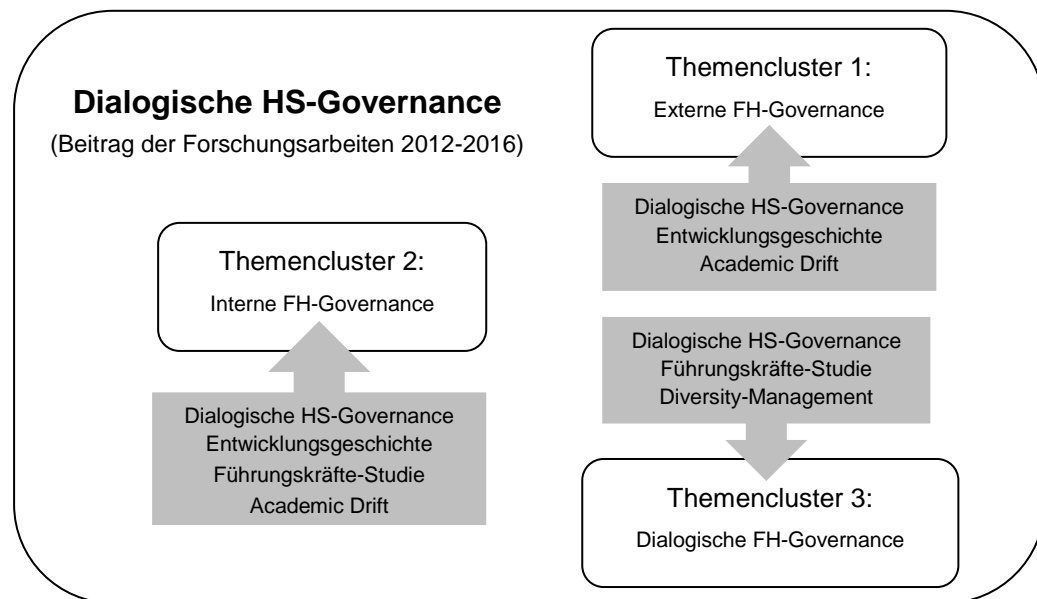 Dialogische HS-Governance
(Beitrag der Forschungsarbeiten 2012-2016)
Themencluster 1:
Externe FH-Governance
Dialogische HS-Governance
Entwicklungsgeschichte
Academic Drift
Themencluster 2:
Interne FH-Governance
Dialogische HS-Governance
Entwicklungsgeschichte
Führungskräfte-Studie
Academic Drift
Dialogische HS-Governance
Führungskräfte-Studie
Diversity-Management
Themencluster 3:
Dialogische FH-Governance